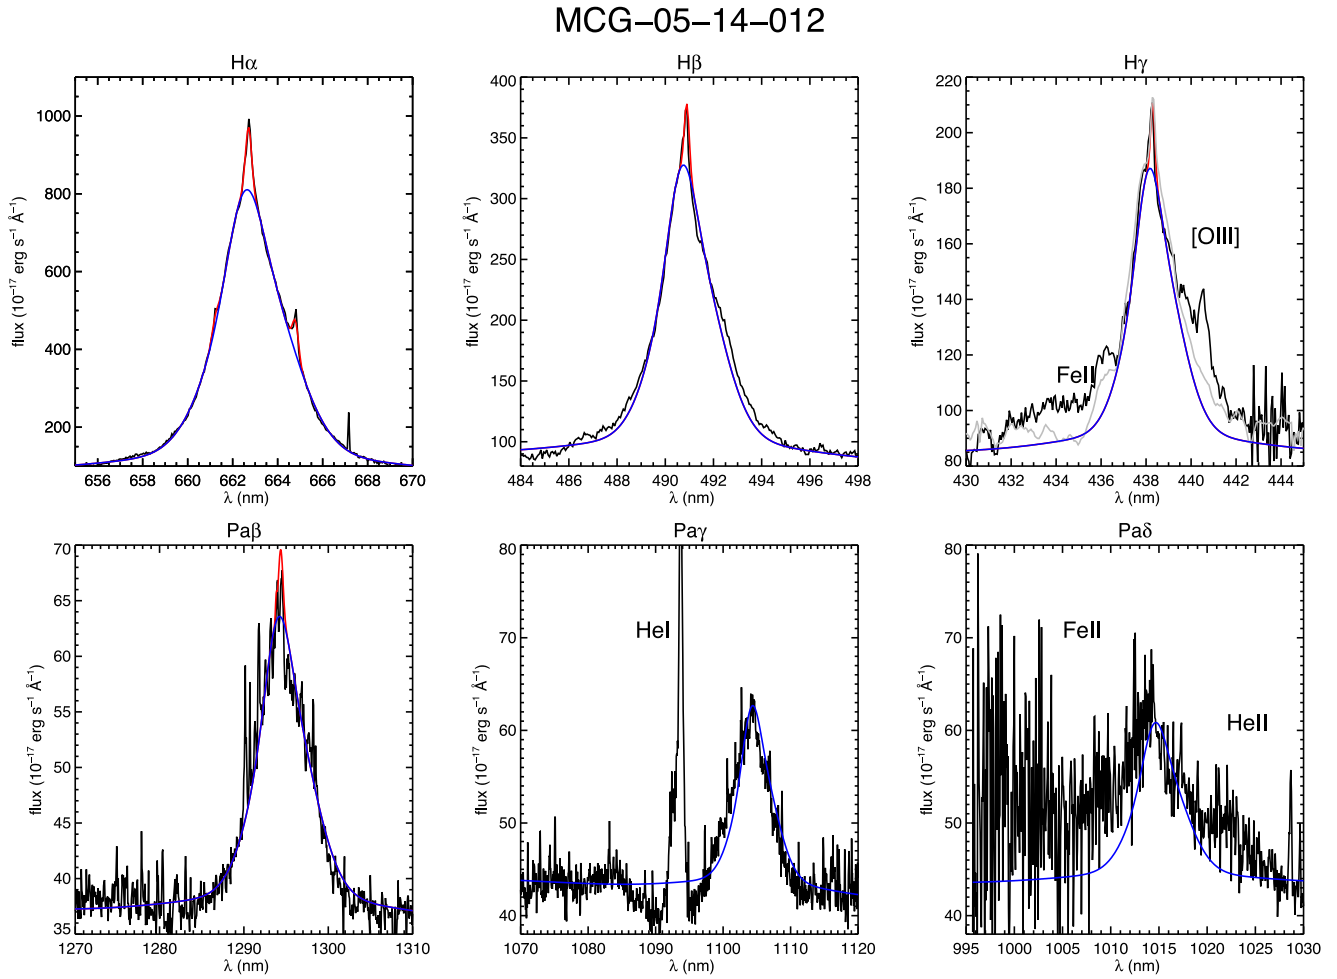 MCG−05−14−012
Hα
flux (10⁻¹⁷ erg s⁻¹ Å⁻¹)
1000
800
600
400
200
656 658 660 662 664 666 668 670
λ (nm)
Hβ
flux (10⁻¹⁷ erg s⁻¹ Å⁻¹)
400
350
300
250
200
150
100
484 486 488 490 492 494 496 498
λ (nm)
Hγ
flux (10⁻¹⁷ erg s⁻¹ Å⁻¹)
220
200
180
160
140
120
100
80
[OIII]
FeII
430 432 434 436 438 440 442 444
λ (nm)
Paβ
flux (10⁻¹⁷ erg s⁻¹ Å⁻¹)
70
65
60
55
50
45
40
35
1270 1280 1290 1300 1310
λ (nm)
Paγ
flux (10⁻¹⁷ erg s⁻¹ Å⁻¹)
80
70
60
50
40
HeI
1070 1080 1090 1100 1110 1120
λ (nm)
Paδ
flux (10⁻¹⁷ erg s⁻¹ Å⁻¹)
80
70
60
50
40
FeII
HeII
995 1000 1005 1010 1015 1020 1025 1030
λ (nm)